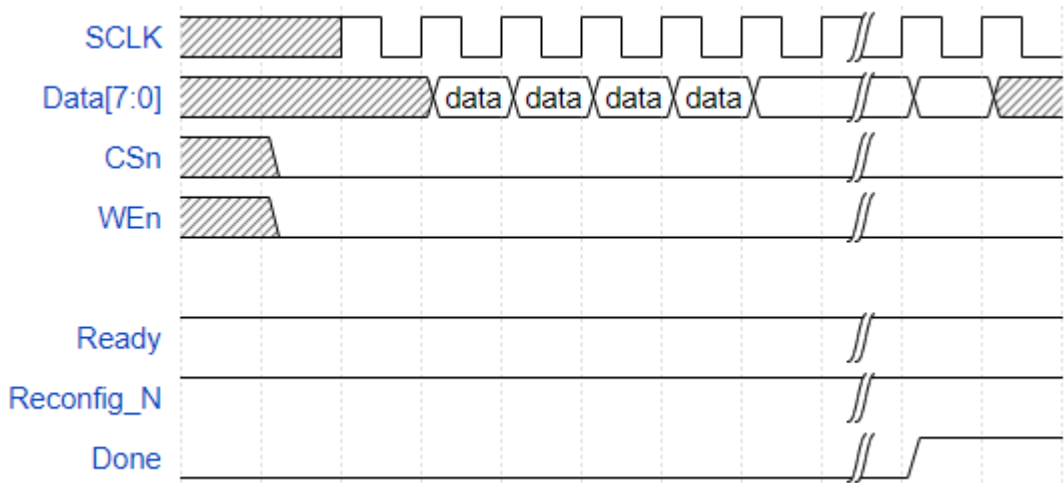 SCLK
Data[7:0] data data data data
CSn
WEn
Ready
Reconfig_N
Done